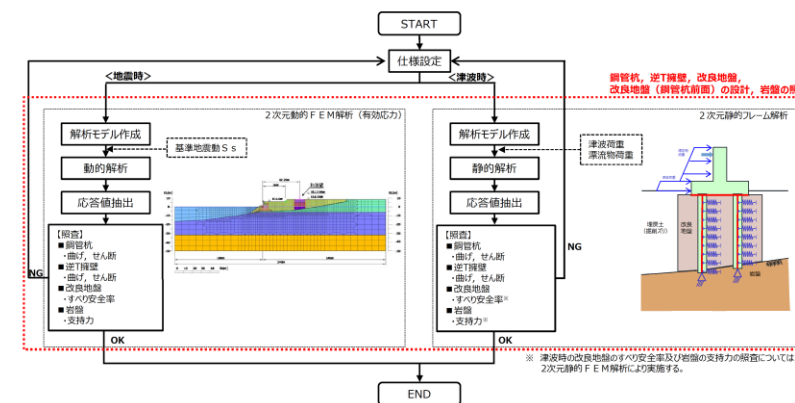 START
仕様設定
<地震時>
<津波時>
鋼管杭，逆T擁壁，改良地盤，
改良地盤（鋼管杭前面）の設計，岩盤の照
２次元動的ＦＥＭ解析（有効応力）
解析モデル作成
基準地震動Ｓｓ
動的解析
応答値抽出
【照査】
■鋼管杭
・曲げ，せん断
■逆T擁壁
・曲げ，せん断
■改良地盤
・すべり安全率
■岩盤
・支持力
NG
OK
２次元静的フレーム解析
解析モデル作成
津波荷重
漂流物荷重
静的解析
応答値抽出
【照査】
■鋼管杭
・曲げ，せん断
■逆T擁壁
・曲げ，せん断
■改良地盤
・すべり安全率※
■岩盤
・支持力※
NG
OK
埋戻土
(掘削ズリ)
改良
地盤
岩盤
※ 津波時の改良地盤のすべり安全率及び岩盤の支持力の照査については
２次元静的ＦＥＭ解析により実施する。
END